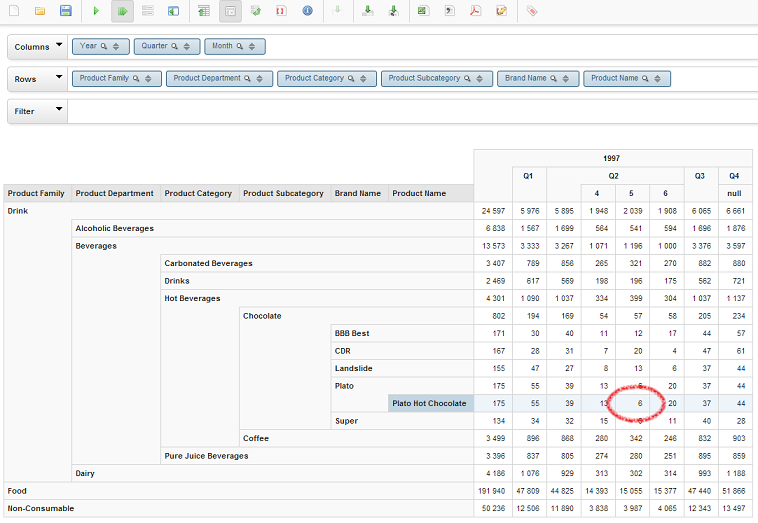 Columns Year Quarter Month
Rows Product Family Product Department Product Category Product Subcategory Brand Name Product Name
Filter
1997
Q1 Q2 Q3 Q4
Product Family Product Department Product Category Product Subcategory Brand Name Product Name 4 5 6 null
Drink 24 597 5 976 5 895 1 948 2 039 1 908 6 065 6 661
Alcoholic Beverages 6 838 1 567 1 699 564 541 594 1 696 1 876
Beverages 13 573 3 333 3 267 1 071 1 196 1 000 3 376 3 597
Carbonated Beverages 3 407 789 856 265 321 270 882 880
Drinks 2 469 617 569 198 196 175 562 721
Hot Beverages 4 301 1 090 1 037 334 399 304 1 037 1 137
Chocolate 802 194 169 54 57 58 205 234
BBB Best 171 30 40 11 12 17 44 57
CDR 167 28 31 7 20 4 47 61
Landslide 155 47 27 8 13 6 37 44
Plato 175 55 39 13 6 20 37 44
Plato Hot Chocolate 175 55 39 13 6 20 37 44
Super 134 34 32 15 6 11 40 28
Coffee 3 499 896 868 280 342 246 832 903
Pure Juice Beverages 3 396 837 805 274 280 251 895 859
Dairy 4 186 1 076 929 313 302 314 993 1 188
Food 191 940 47 809 44 825 14 393 15 055 15 377 47 440 51 866
Non-Consumable 50 236 12 506 11 890 3 838 3 987 4 065 12 343 13 497